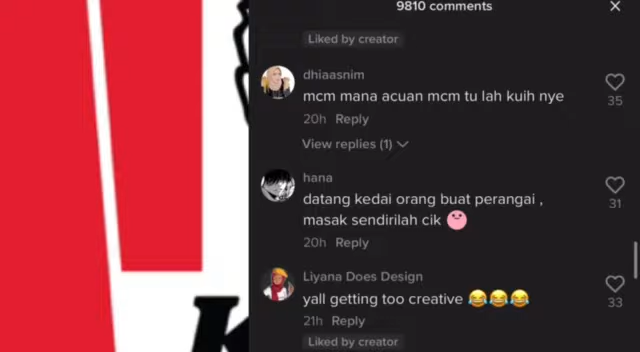 9810 comments
Liked by creator
dhiaasnim
mcm mana acuan mcm tu lah kuih nye
35
20h Reply
View replies (1)
hana
datang kedai orang buat perangai ,
masak sendirilah cik
31
20h Reply
Liyana Does Design
yall getting too creative 😂😂😂
33
21h Reply
Liked by creator
K